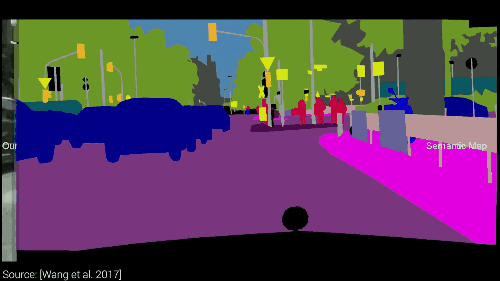 Our
Semantic Map
Source: [Wang et al. 2017]